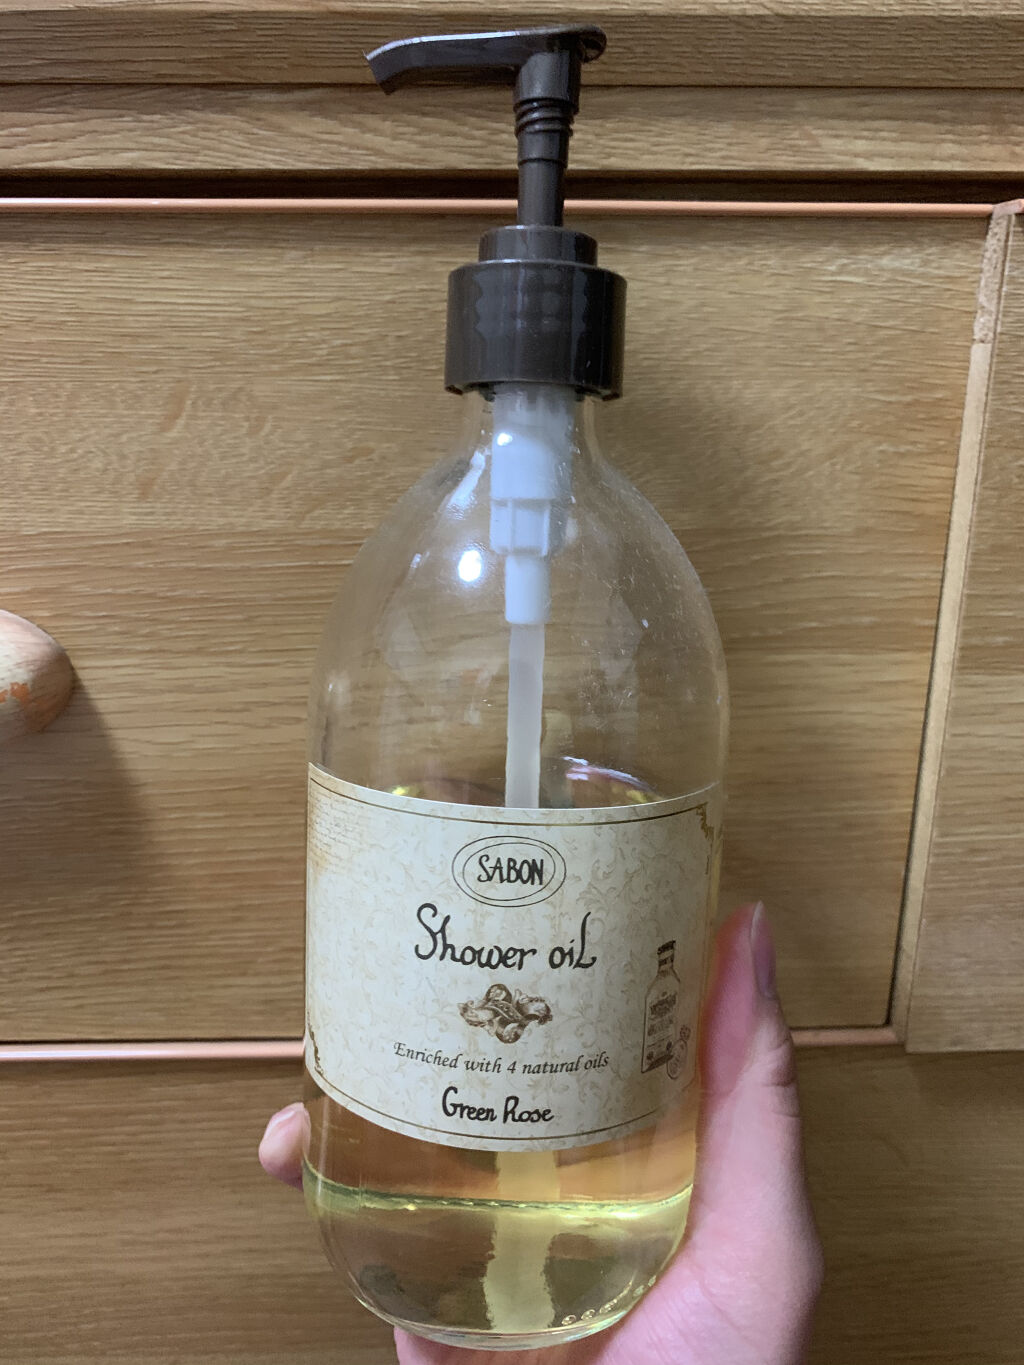 SABON
Shower oil
Enriched with 4 natural oils
Green Rose